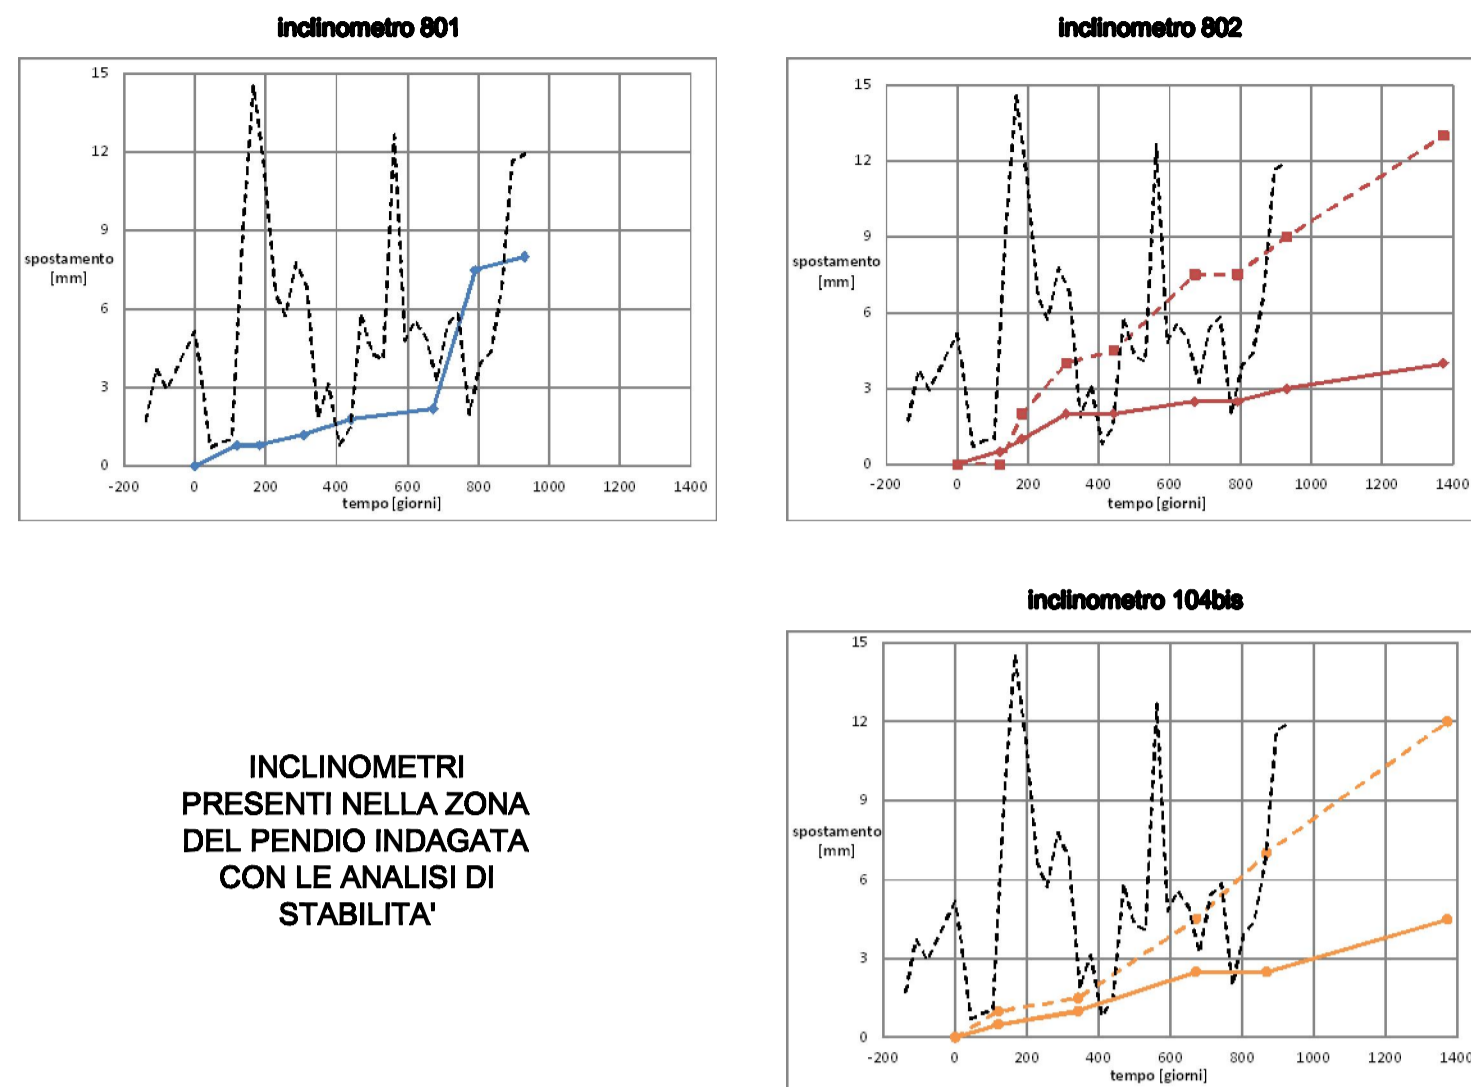 inclinometro 801
15
12
9
spostamento
[mm]
6
3
0
-200 0 200 400 600 800 1000 1200 1400
tempo [giorni]
inclinometro 802
15
12
9
spostamento
[mm]
6
3
0
-200 0 200 400 600 800 1000 1200 1400
tempo [giorni]
INCLINOMETRI
PRESENTI NELLA ZONA
DEL PENDIO INDAGATA
CON LE ANALISI DI
STABILITA'
inclinometro 104bis
15
12
9
spostamento
[mm]
6
3
0
-200 0 200 400 600 800 1000 1200 1400
tempo [giorni]